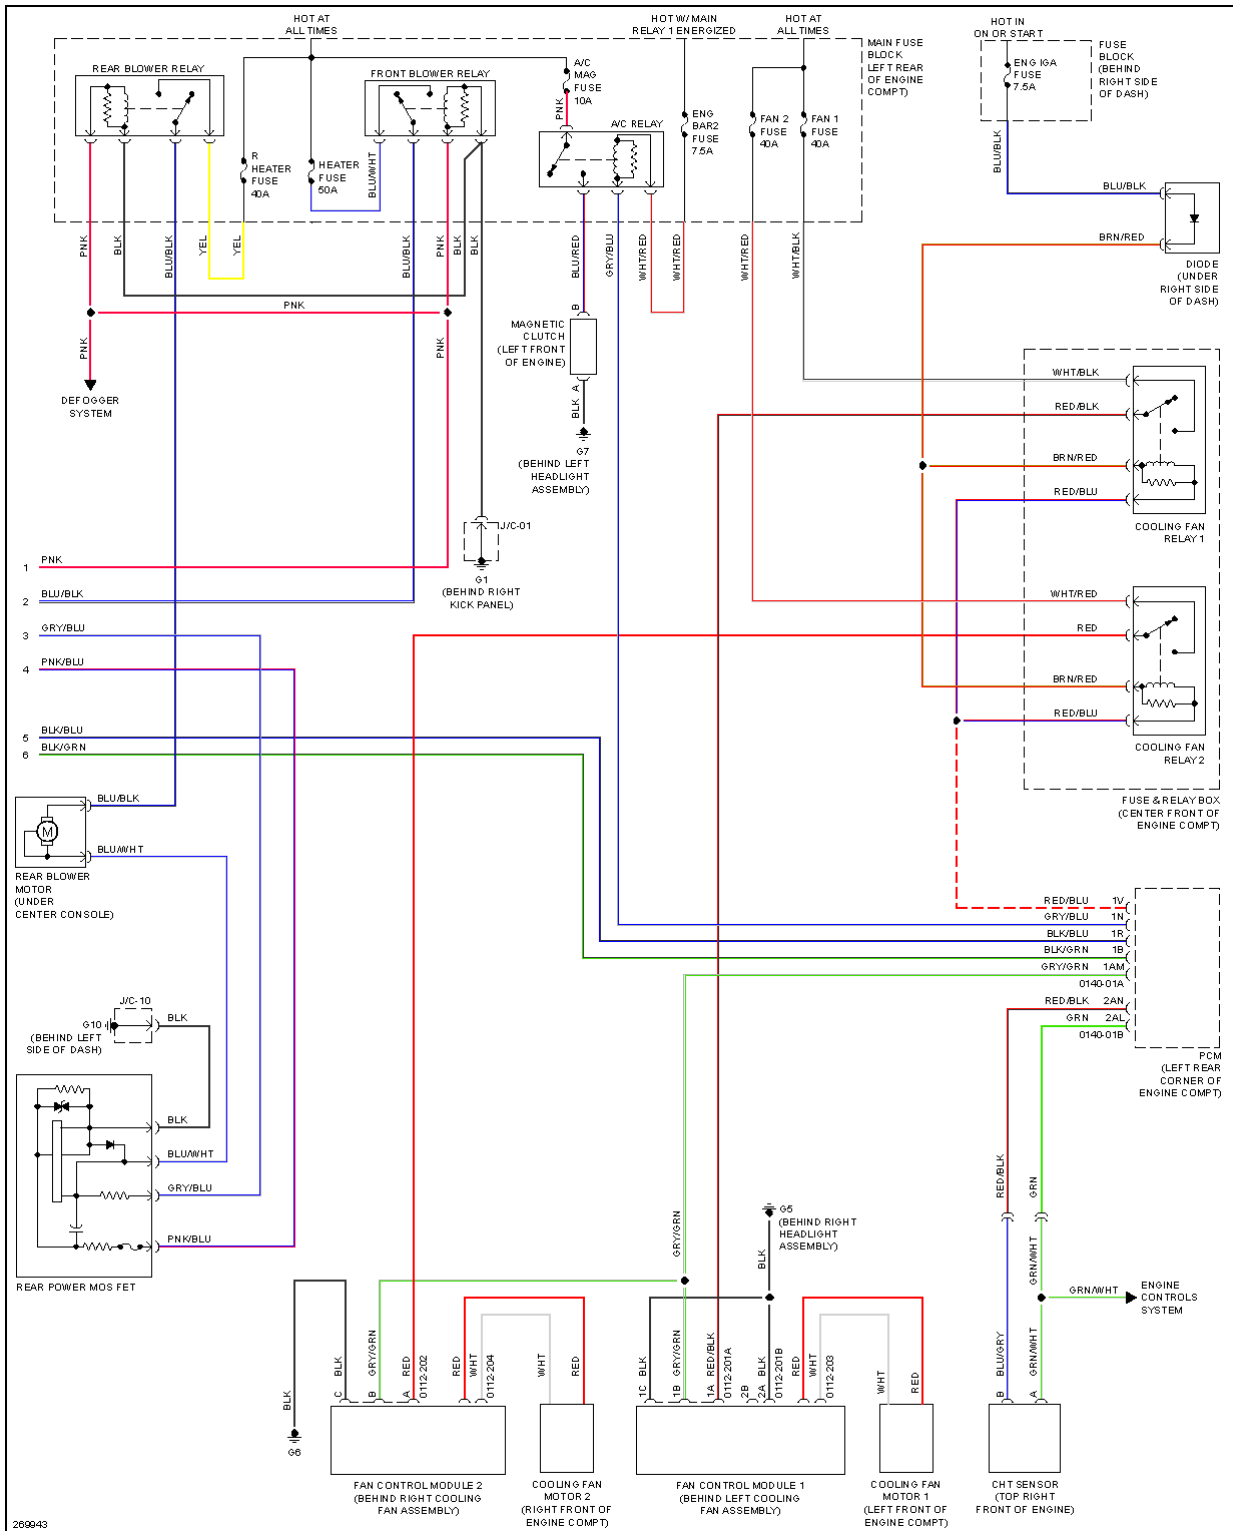 HOT AT
ALL TIMES
HOT W/ MAIN
RELAY 1 ENERGIZED
HOT AT
ALL TIMES
HOT IN
ON OR START
MAIN FUSE
BLOCK
LEFT REAR
OF ENGINE
COMPT)
ENG IGA
FUSE
7.5A
FUSE
BLOCK
(BEHIND
RIGHT SIDE
OF DASH)
REAR BLOWER RELAY
FRONT BLOWER RELAY
A/C
MAG
FUSE
10A
PNK
A/C RELAY
ENG
BAR2
FUSE
7.5A
FAN 2
FUSE
40A
FAN 1
FUSE
40A
R
HEATER
FUSE
40A
HEATER
FUSE
50A
BLU/WHT
BLU/BLK
BLU/BLK
BRN/RED
DIODE
(UNDER
RIGHT SIDE
OF DASH)
PNK
BLK
BLU/BLK
YEL
YEL
BLU/BLK
PNK
BLK
BLK
BLU/RED
GRY/BLU
WHT/RED
WHT/RED
WHT/RED
WHT/BLK
PNK
PNK
PNK
DEFOGGER
SYSTEM
B
MAGNETIC
CLUTCH
(LEFT FRONT
OF ENGINE)
A
BLK
G7
(BEHIND LEFT
HEADLIGHT
ASSEMBLY)
WHT/BLK
RED/BLK
BRN/RED
RED/BLU
COOLING FAN
RELAY 1
J/C-01
G1
(BEHIND RIGHT
KICK PANEL)
1 PNK
2 BLU/BLK
3 GRY/BLU
4 PNK/BLU
5 BLK/BLU
6 BLK/GRN
WHT/RED
RED
BRN/RED
RED/BLU
COOLING FAN
RELAY 2
FUSE & RELAY BOX
(CENTER FRONT OF
ENGINE COMPT)
BLU/BLK
M
BLU/WHT
REAR BLOWER
MOTOR
(UNDER
CENTER CONSOLE)
RED/BLU 1V
GRY/BLU 1N
BLK/BLU 1R
BLK/GRN 1B
GRY/GRN 1AM
0140-01A
RED/BLK 2AN
GRN 2AL
0140-01B
PCM
(LEFT REAR
CORNER OF
ENGINE COMPT)
J/C-10
G10
(BEHIND LEFT
SIDE OF DASH)
BLK
BLK
BLU/WHT
GRY/BLU
PNK/BLU
REAR POWER MOS FET
RED/BLK
GRN
GRY/GRN
G5
(BEHIND RIGHT
HEADLIGHT
ASSEMBLY)
BLK
GRN/WHT
GRN/WHT
ENGINE
CONTROLS
SYSTEM
BLK
G6
C BLK
B GRY/GRN
A RED
0112-202
RED
WHT
0112-204
WHT
RED
1C BLK
1B GRY/GRN
1A RED/BLK
0112-201A
2B
2A BLK
0112-201B
RED
WHT
0112-203
WHT
RED
B BLU/GRY
A GRN/WHT
FAN CONTROL MODULE 2
(BEHIND RIGHT COOLING
FAN ASSEMBLY)
COOLING FAN
MOTOR 2
(RIGHT FRONT OF
ENGINE COMPT)
FAN CONTROL MODULE 1
(BEHIND LEFT COOLING
FAN ASSEMBLY)
COOLING FAN
MOTOR 1
(LEFT FRONT OF
ENGINE COMPT)
CHT SENSOR
(TOP RIGHT
FRONT OF ENGINE)
269943